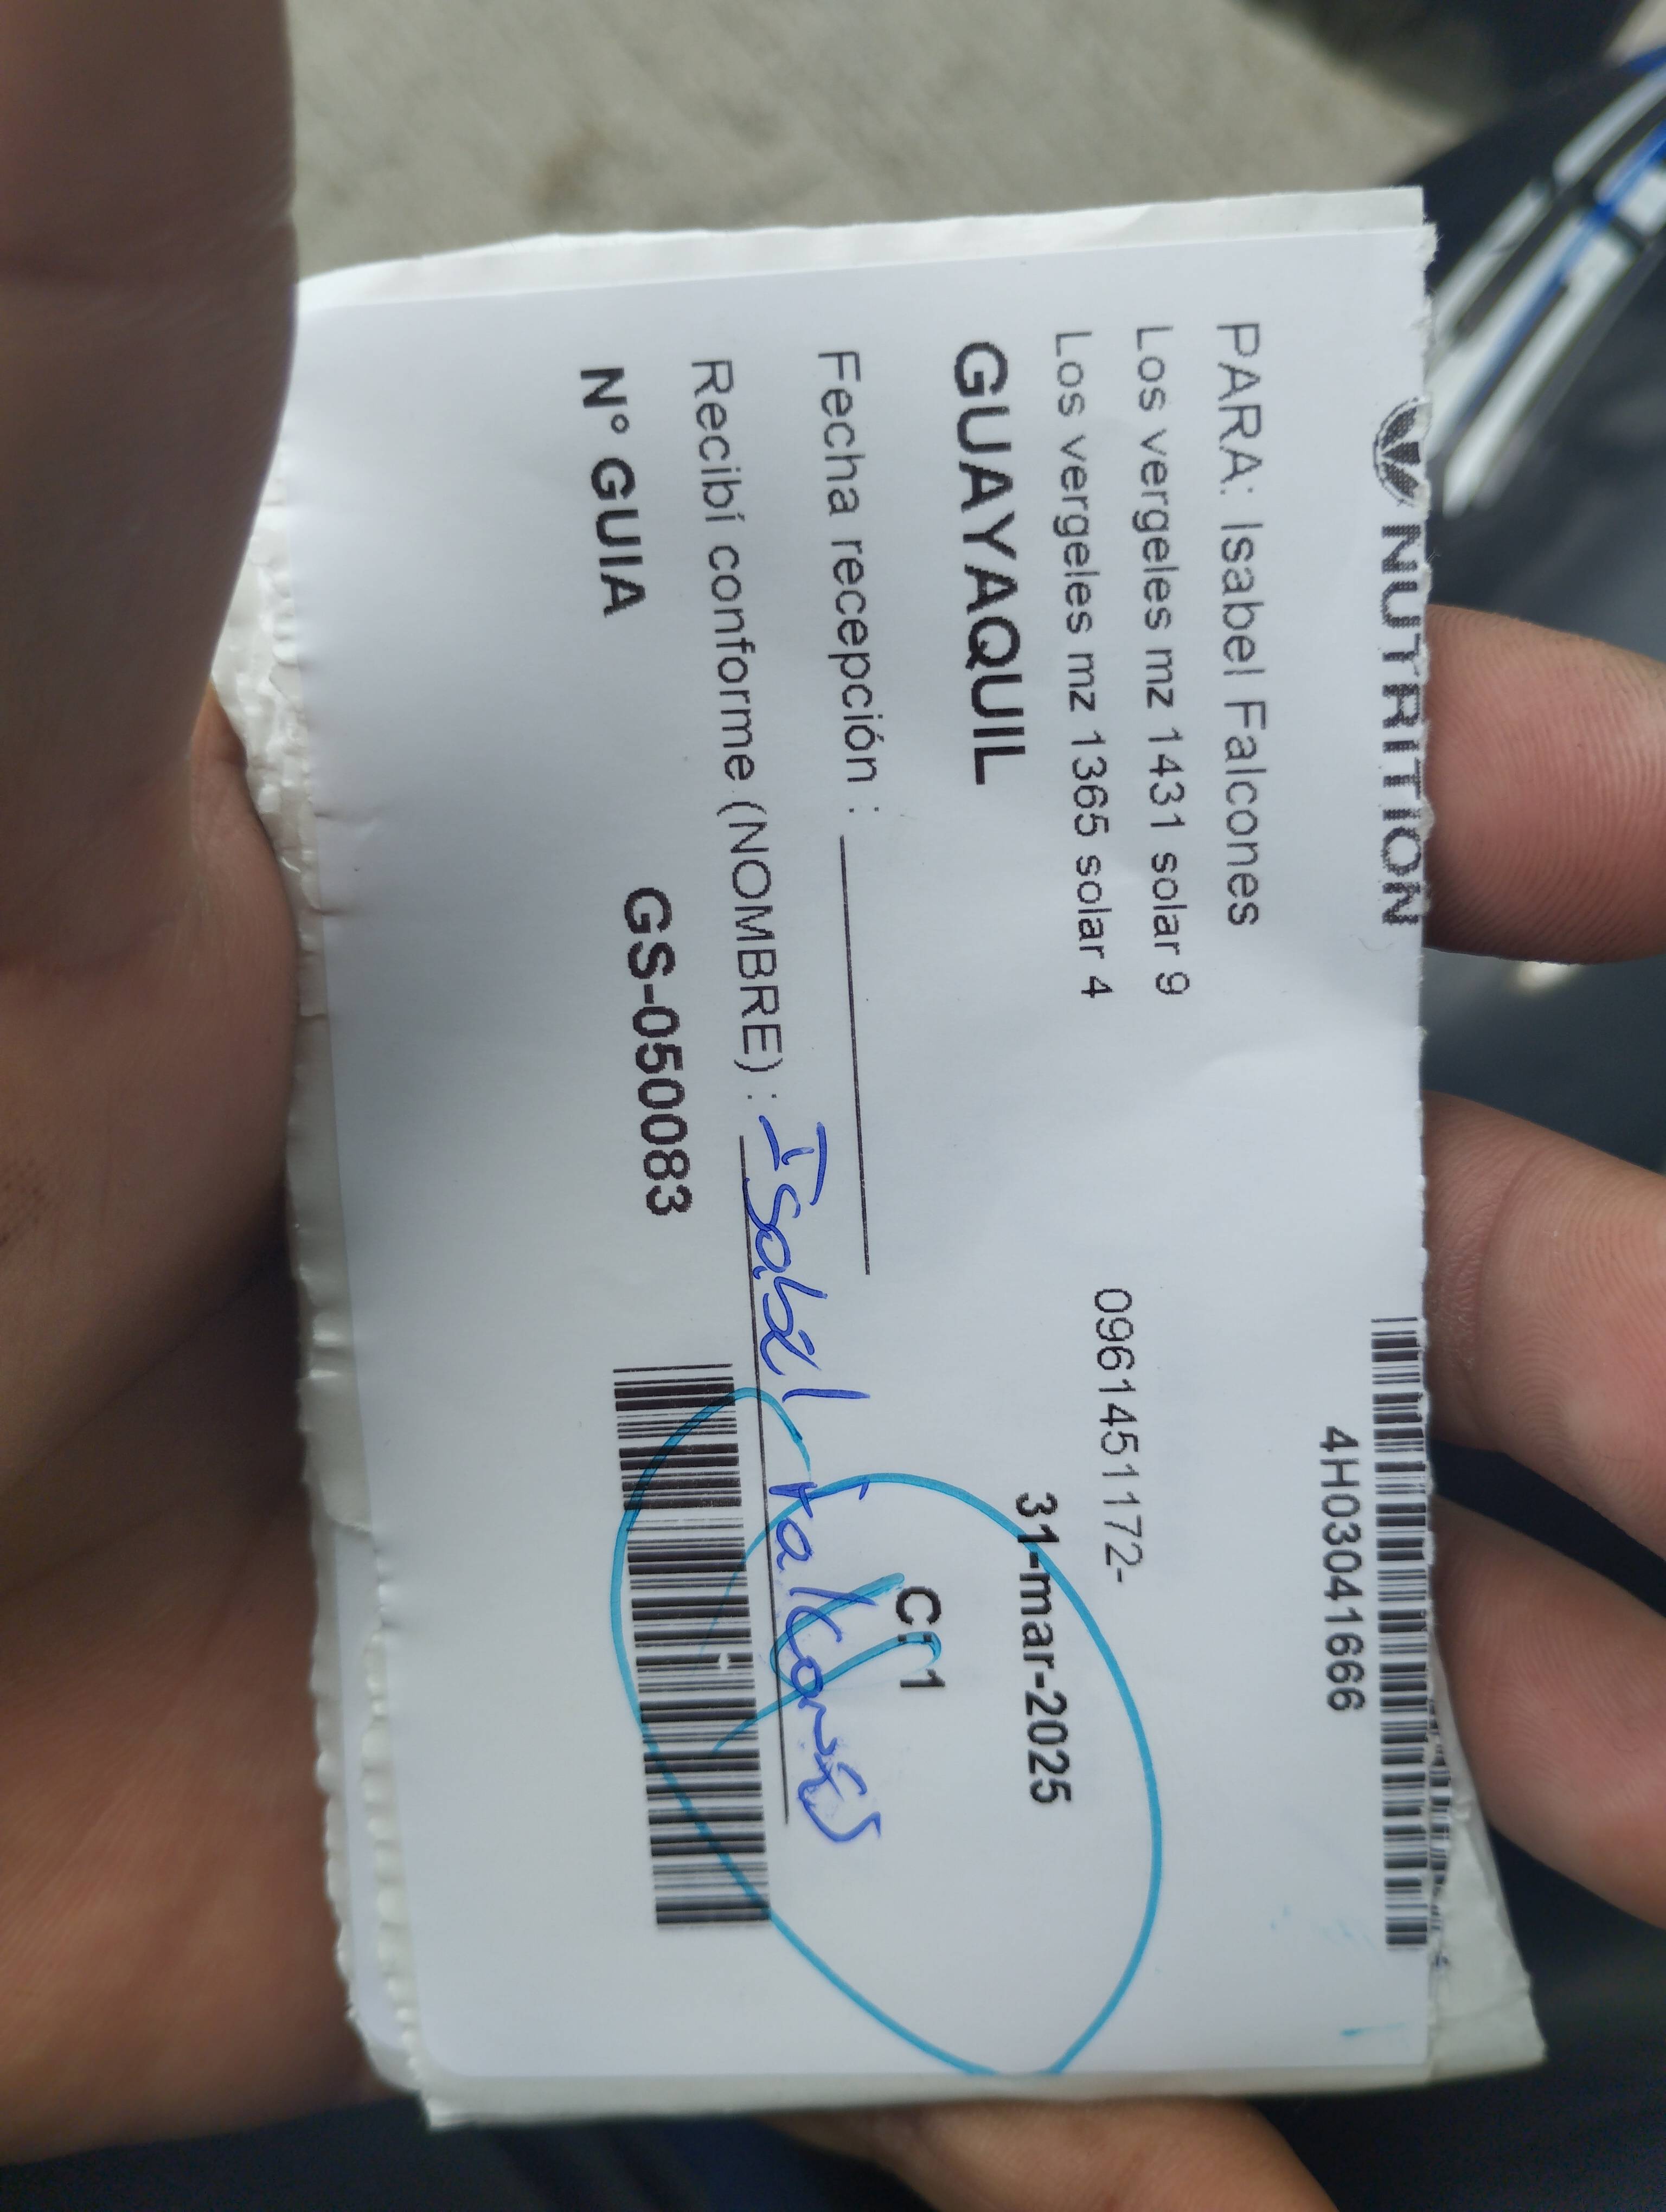 NUTRITION
4H03041666
PARA: Isabel Falcones
Los vergeles mz 1431 solar 9
0961451172-
Los vergeles mz 1365 solar 4
GUAYAQUIL
31-mar-2025
Fecha recepción :
C: 1
Recibí conforme (NOMBRE) : Isabel Falcones
N° GUIA
GS-050083